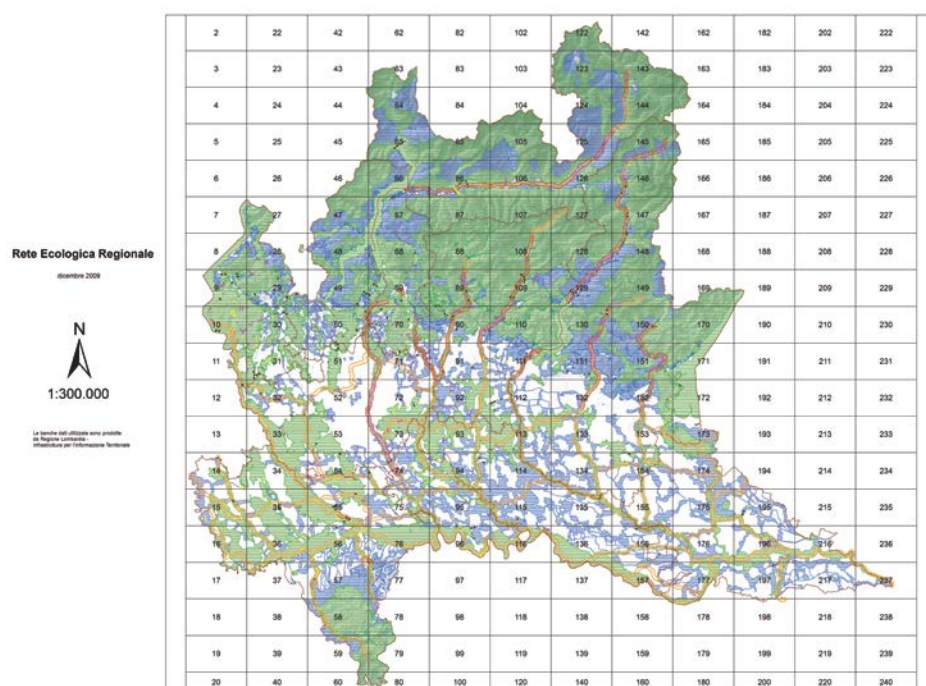 Rete Ecologica Regionale
dicembre 2009
N
1:300.000
Le banche dati utilizzate sono prodotte
da Regione Lombardia -
Infrastruttura per l'Informazione Territoriale
2 22 42 62 82 102 122 142 162 182 202 222
3 23 43 63 83 103 123 143 163 183 203 223
4 24 44 64 84 104 124 144 164 184 204 224
5 25 45 65 85 105 125 145 165 185 205 225
6 26 46 66 86 106 126 146 166 186 206 226
7 27 47 67 87 107 127 147 167 187 207 227
8 28 48 68 88 108 128 148 168 188 208 228
9 29 49 69 89 109 129 149 169 189 209 229
10 30 50 70 90 110 130 150 170 190 210 230
11 31 51 71 91 111 131 151 171 191 211 231
12 32 52 72 92 112 132 152 172 192 212 232
13 33 53 73 93 113 133 153 173 193 213 233
14 34 54 74 94 114 134 154 174 194 214 234
15 35 55 75 95 115 135 155 175 195 215 235
16 36 56 76 96 116 136 156 176 196 216 236
17 37 57 77 97 117 137 157 177 197 217 237
18 38 58 78 98 118 138 158 178 198 218 238
19 39 59 79 99 119 139 159 179 199 219 239
20 40 60 80 100 120 140 160 180 200 220 240